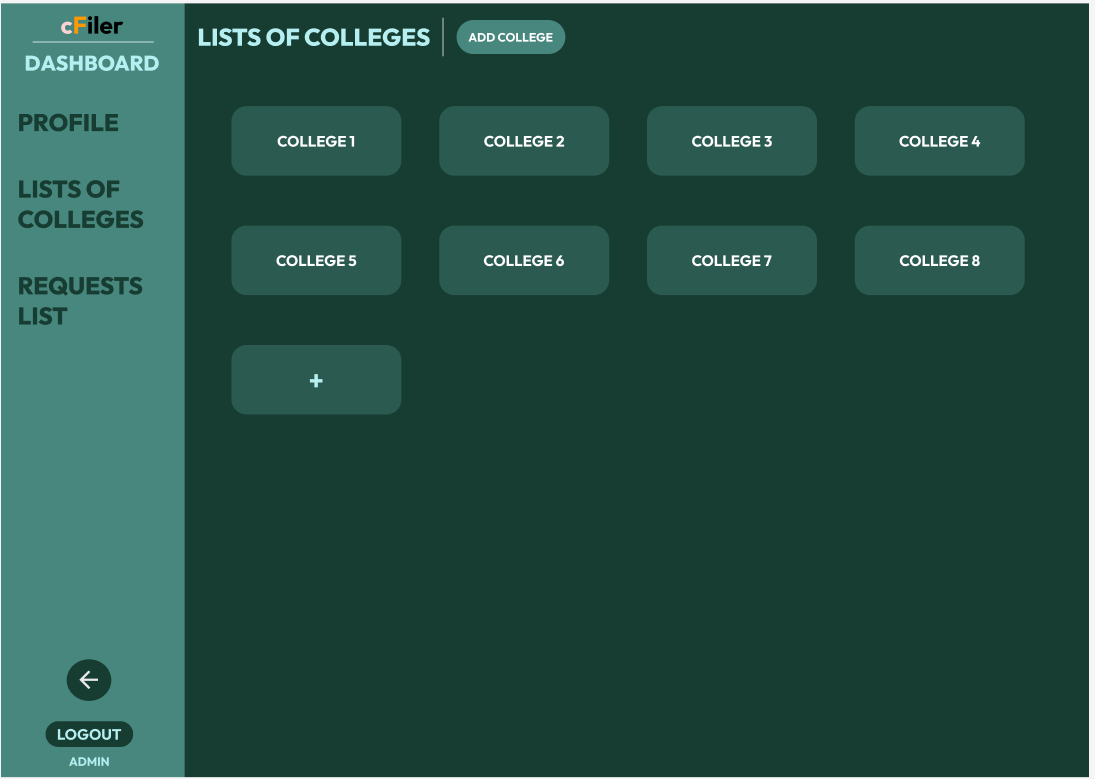 cFiler
DASHBOARD
PROFILE
LISTS OF
COLLEGES
REQUESTS
LIST
LOGOUT
ADMIN
LISTS OF COLLEGES
ADD COLLEGE
COLLEGE 1
COLLEGE 2
COLLEGE 3
COLLEGE 4
COLLEGE 5
COLLEGE 6
COLLEGE 7
COLLEGE 8
+